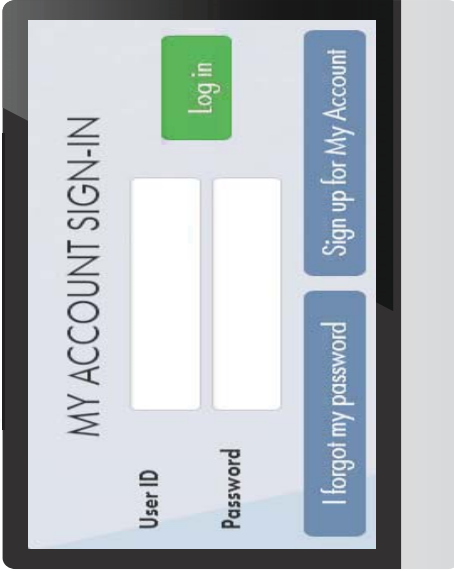 MY ACCOUNT SIGN-IN
User ID
Password
Log in
I forgot my password
Sign up for My Account